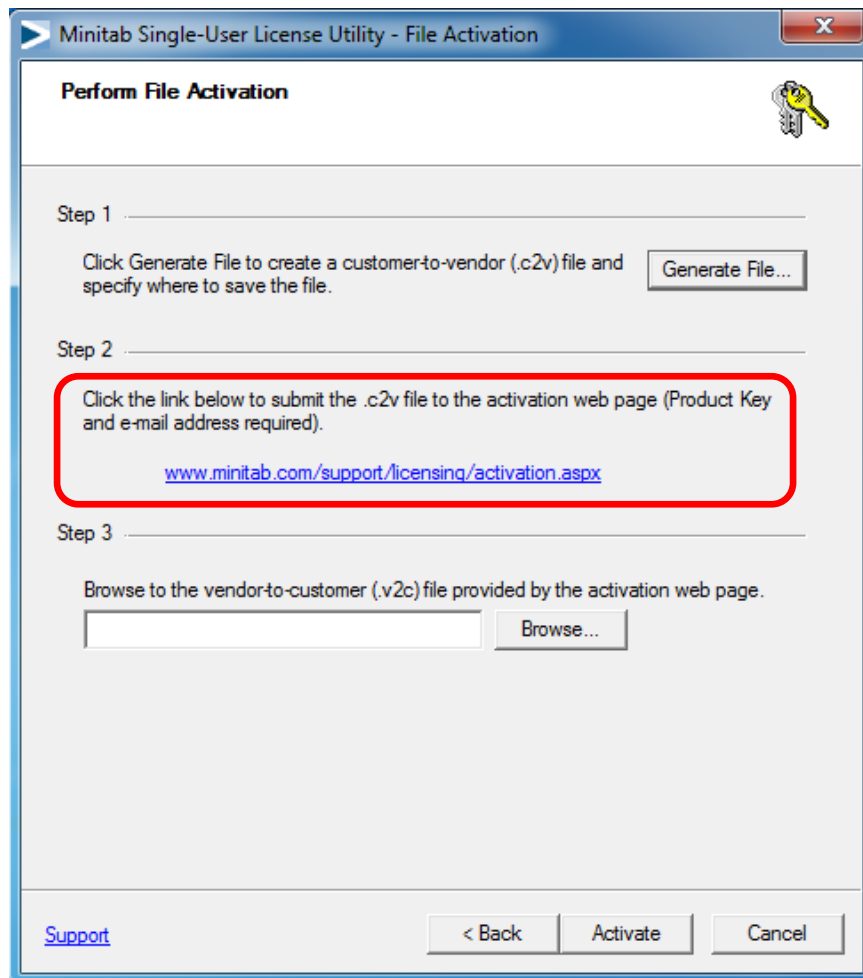 Minitab Single-User License Utility - File Activation
Perform File Activation
Step 1
Click Generate File to create a customer-to-vendor (.c2v) file and
specify where to save the file.
Generate File...
Step 2
Click the link below to submit the .c2v file to the activation web page (Product Key
and e-mail address required).
www.minitab.com/support/licensing/activation.aspx
Step 3
Browse to the vendor-to-customer (.v2c) file provided by the activation web page.
Browse...
Support
< Back
Activate
Cancel